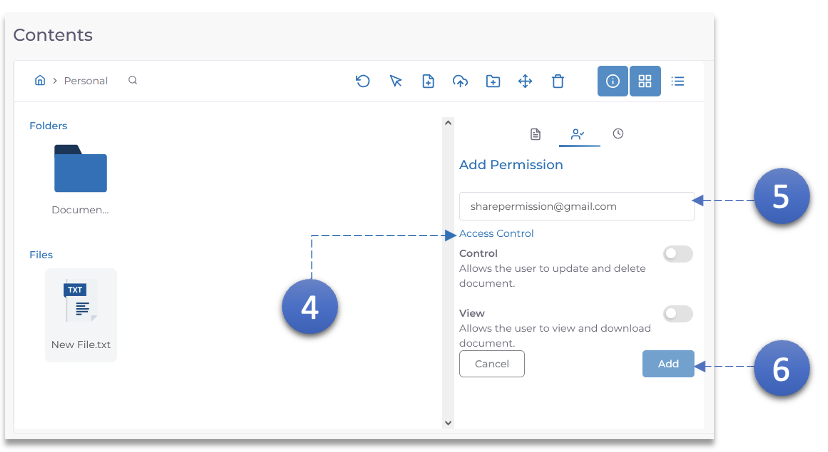 Contents
Personal
Folders
Documen...
Files
TXT
New File.txt
Add Permission
sharepermission@gmail.com
Access Control
Control
Allows the user to update and delete
document.
View
Allows the user to view and download
document.
Cancel
Add
4
5
6